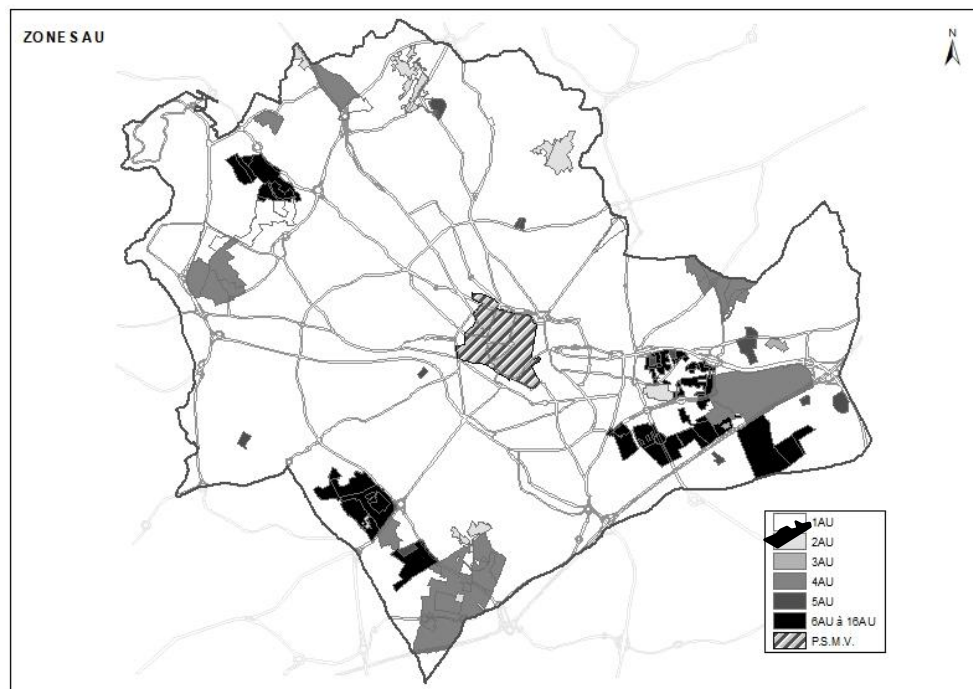 ZONES AU
N
1AU
2AU
3AU
4AU
5AU
6AU à 16AU
P.S.M.V.